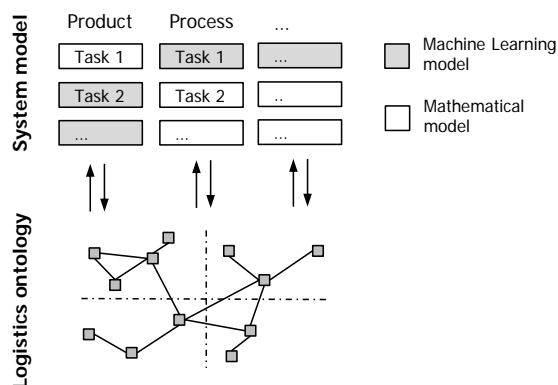 Product Process ...
System model
Task 1 Task 1 ...
Task 2 Task 2 ..
... ...
Machine Learning
model
Mathematical
model
Logistics ontology